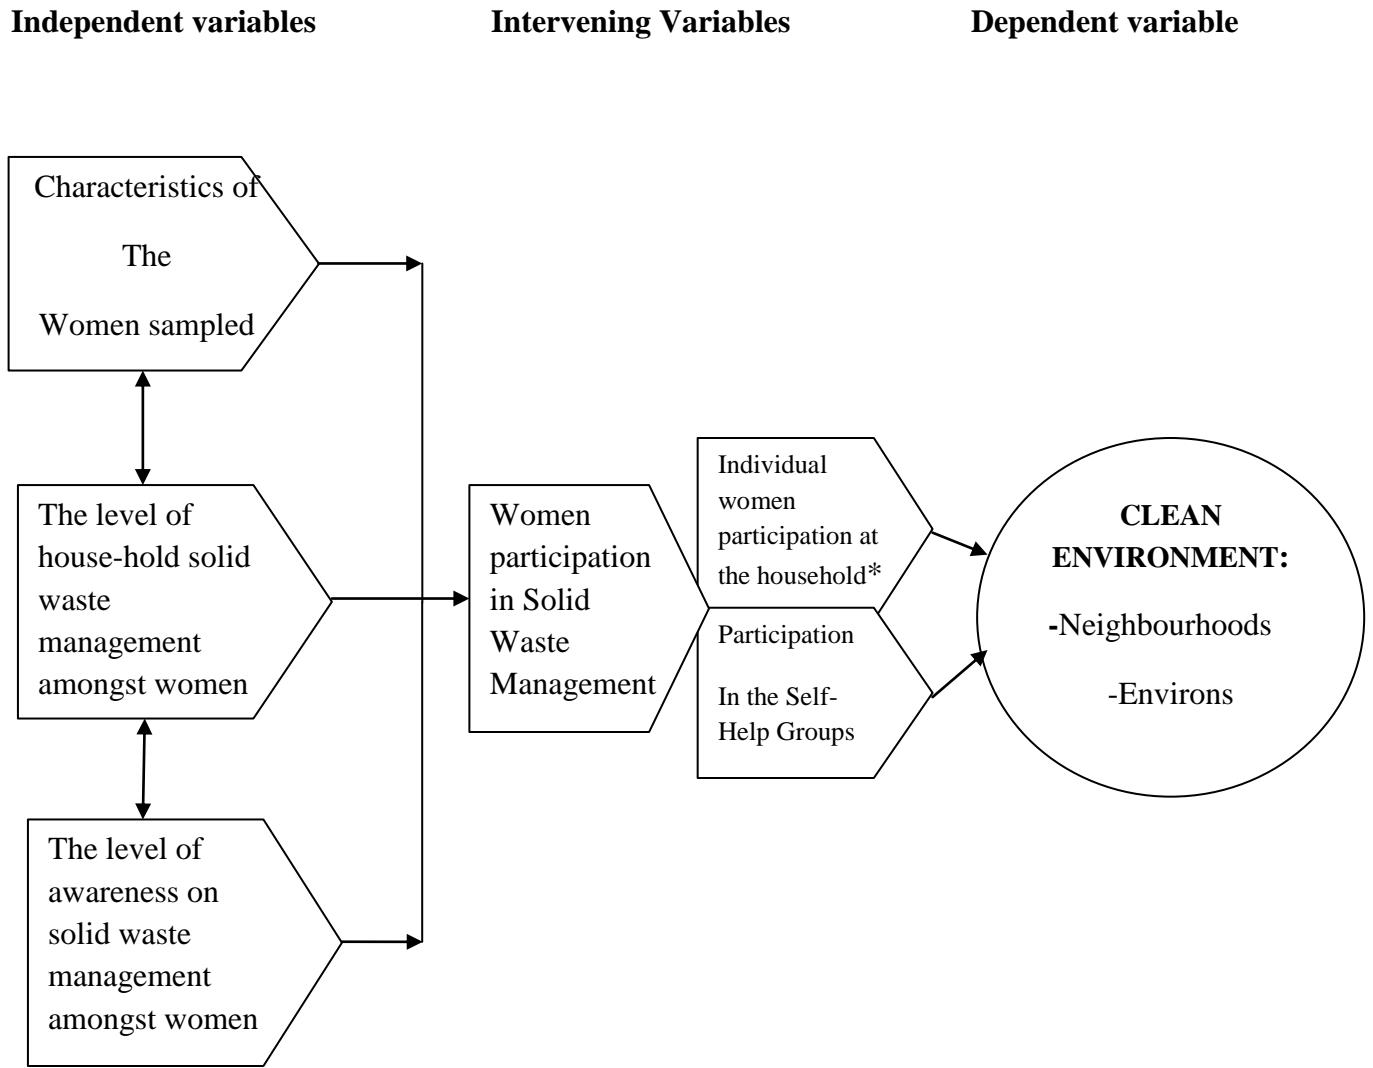 Independent variables
Intervening Variables
Dependent variable
Characteristics of
The
Women sampled
The level of
house-hold solid
waste
management
amongst women
The level of
awareness on
solid waste
management
amongst women
Women
participation
in Solid
Waste
Management
Individual
women
participation at
the household*
Participation
In the Self-
Help Groups
CLEAN
ENVIRONMENT:
-Neighbourhoods
-Environs